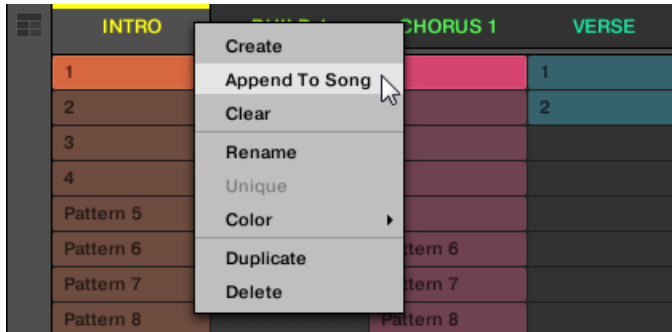 INTRO
CHORUS 1
VERSE
Create
Append To Song
Clear
Rename
Unique
Color
Duplicate
Delete
1
2
3
4
Pattern 5
Pattern 6
Pattern 7
Pattern 8
ttern 6
ttern 7
Pattern 8
1
2